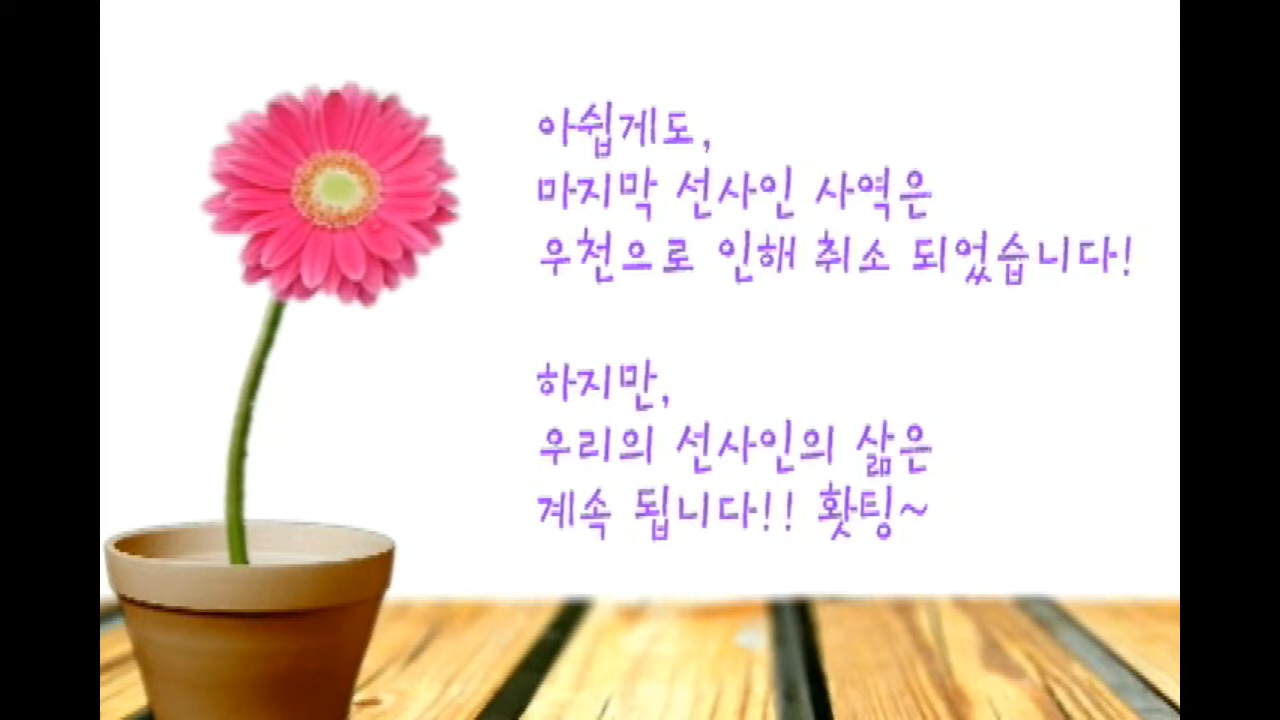 아쉽게도,
마지막 선사인 사역은
우천으로 인해 취소 되었습니다!
하지만,
우리의 선사인의 삶은
계속 됩니다!! 홧팅~